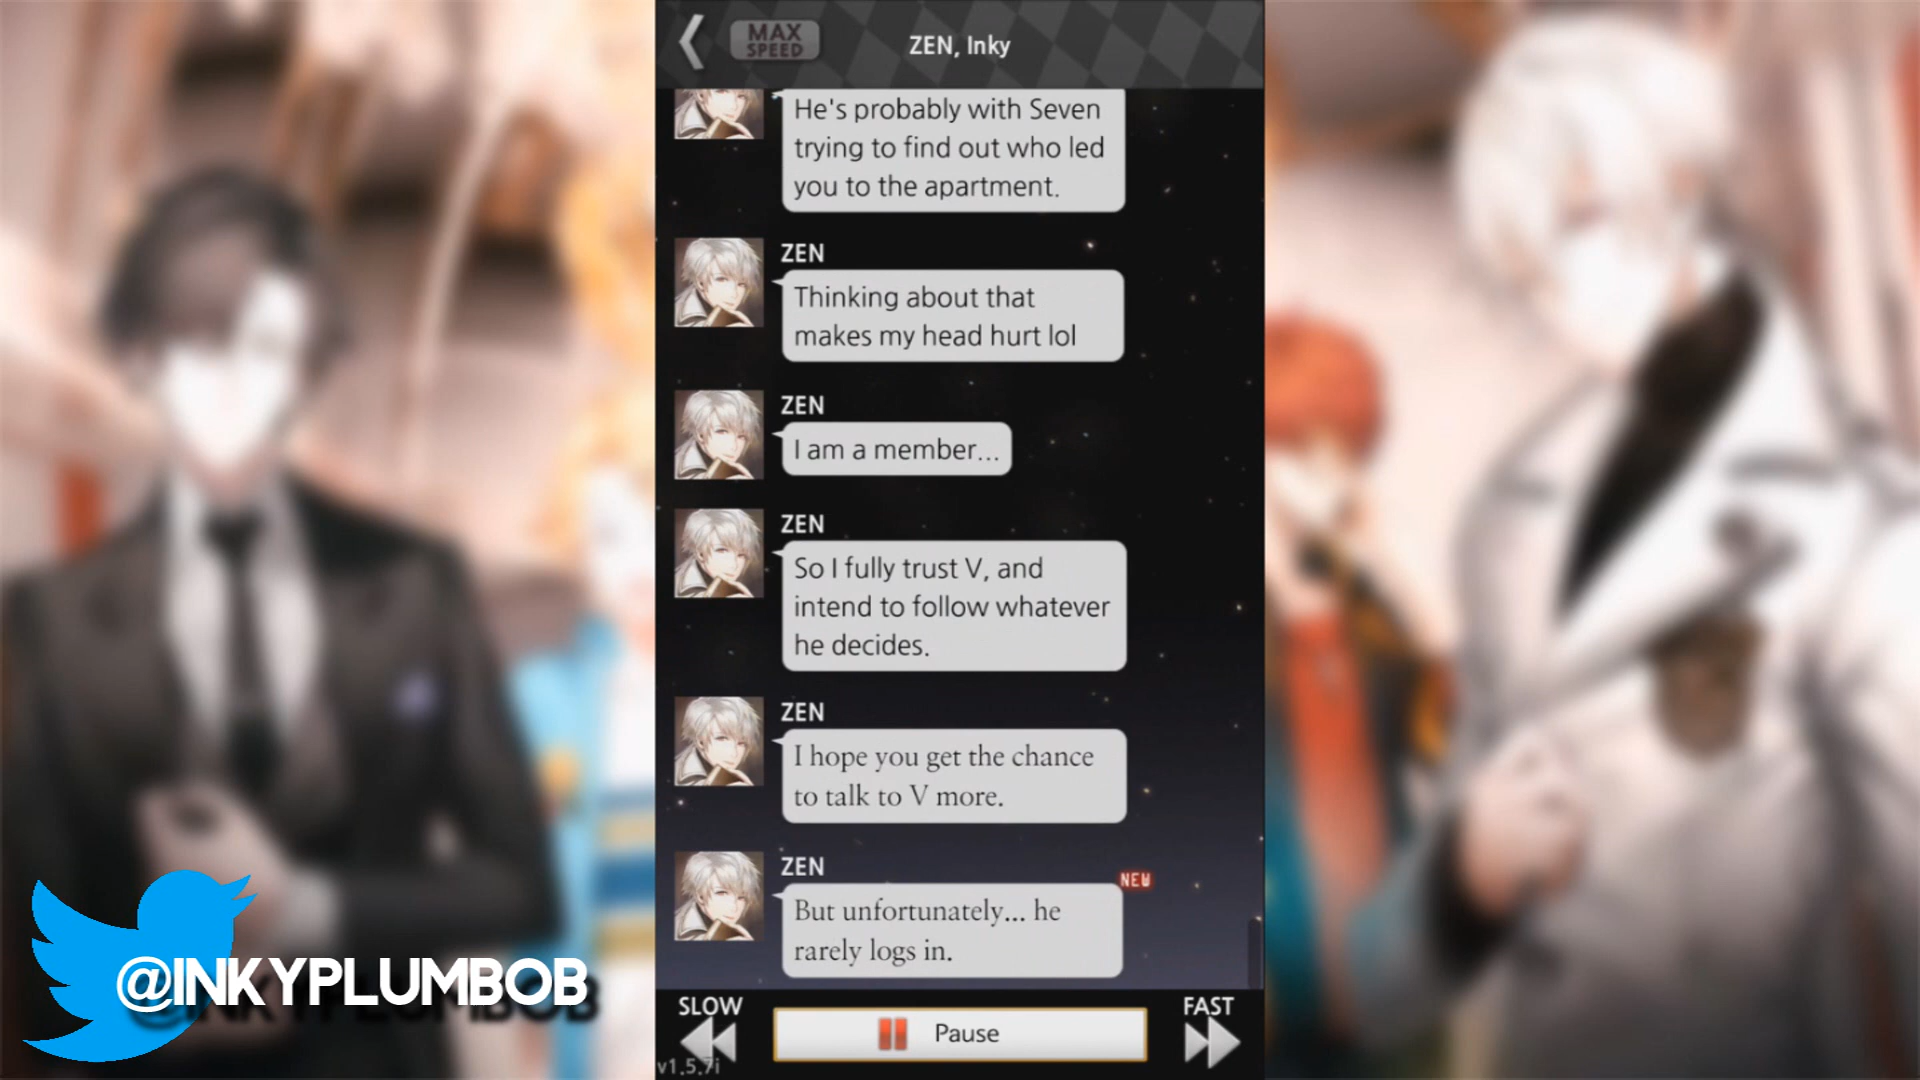 MAX
SPEED
ZEN, Inky
He's probably with Seven
trying to find out who led
you to the apartment.
ZEN
Thinking about that
makes my head hurt lol
ZEN
I am a member...
ZEN
So I fully trust V, and
intend to follow whatever
he decides.
ZEN
I hope you get the chance
to talk to V more.
ZEN
NEW
But unfortunately... he
rarely logs in.
@INKYPLUMBOB
SLOW
Pause
FAST
v1.5.7i